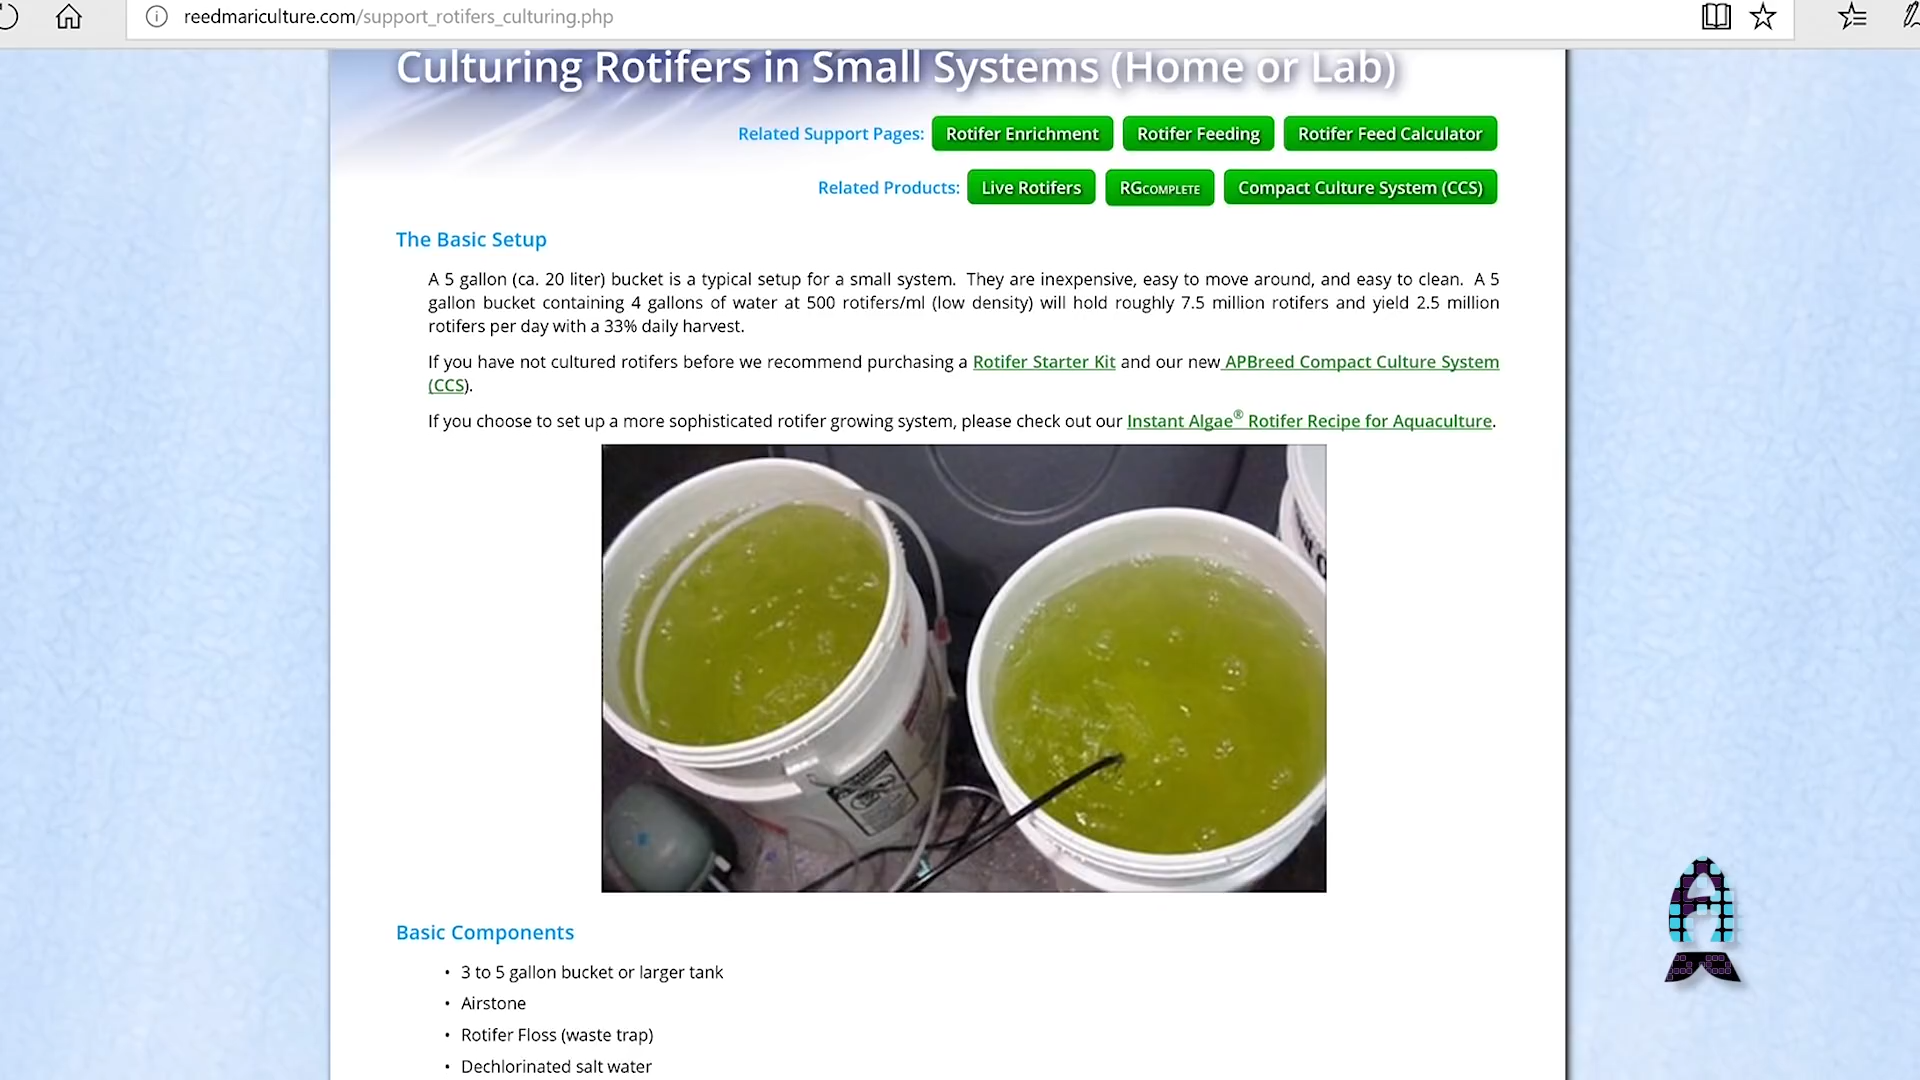 reedmariculture.com/support_rotifers_culturing.php
Culturing Rotifers in Small Systems (Home or Lab)
Related Support Pages: Rotifer Enrichment Rotifer Feeding Rotifer Feed Calculator
Related Products: Live Rotifers RGCOMPLETE Compact Culture System (CCS)
The Basic Setup
A 5 gallon (ca. 20 liter) bucket is a typical setup for a small system. They are inexpensive, easy to move around, and easy to clean. A 5
gallon bucket containing 4 gallons of water at 500 rotifers/ml (low density) will hold roughly 7.5 million rotifers and yield 2.5 million
rotifers per day with a 33% daily harvest.
If you have not cultured rotifers before we recommend purchasing a Rotifer Starter Kit and our new APBreed Compact Culture System
(CCS).
If you choose to set up a more sophisticated rotifer growing system, please check out our Instant Algae® Rotifer Recipe for Aquaculture.
Basic Components
• 3 to 5 gallon bucket or larger tank
• Airstone
• Rotifer Floss (waste trap)
• Dechlorinated salt water